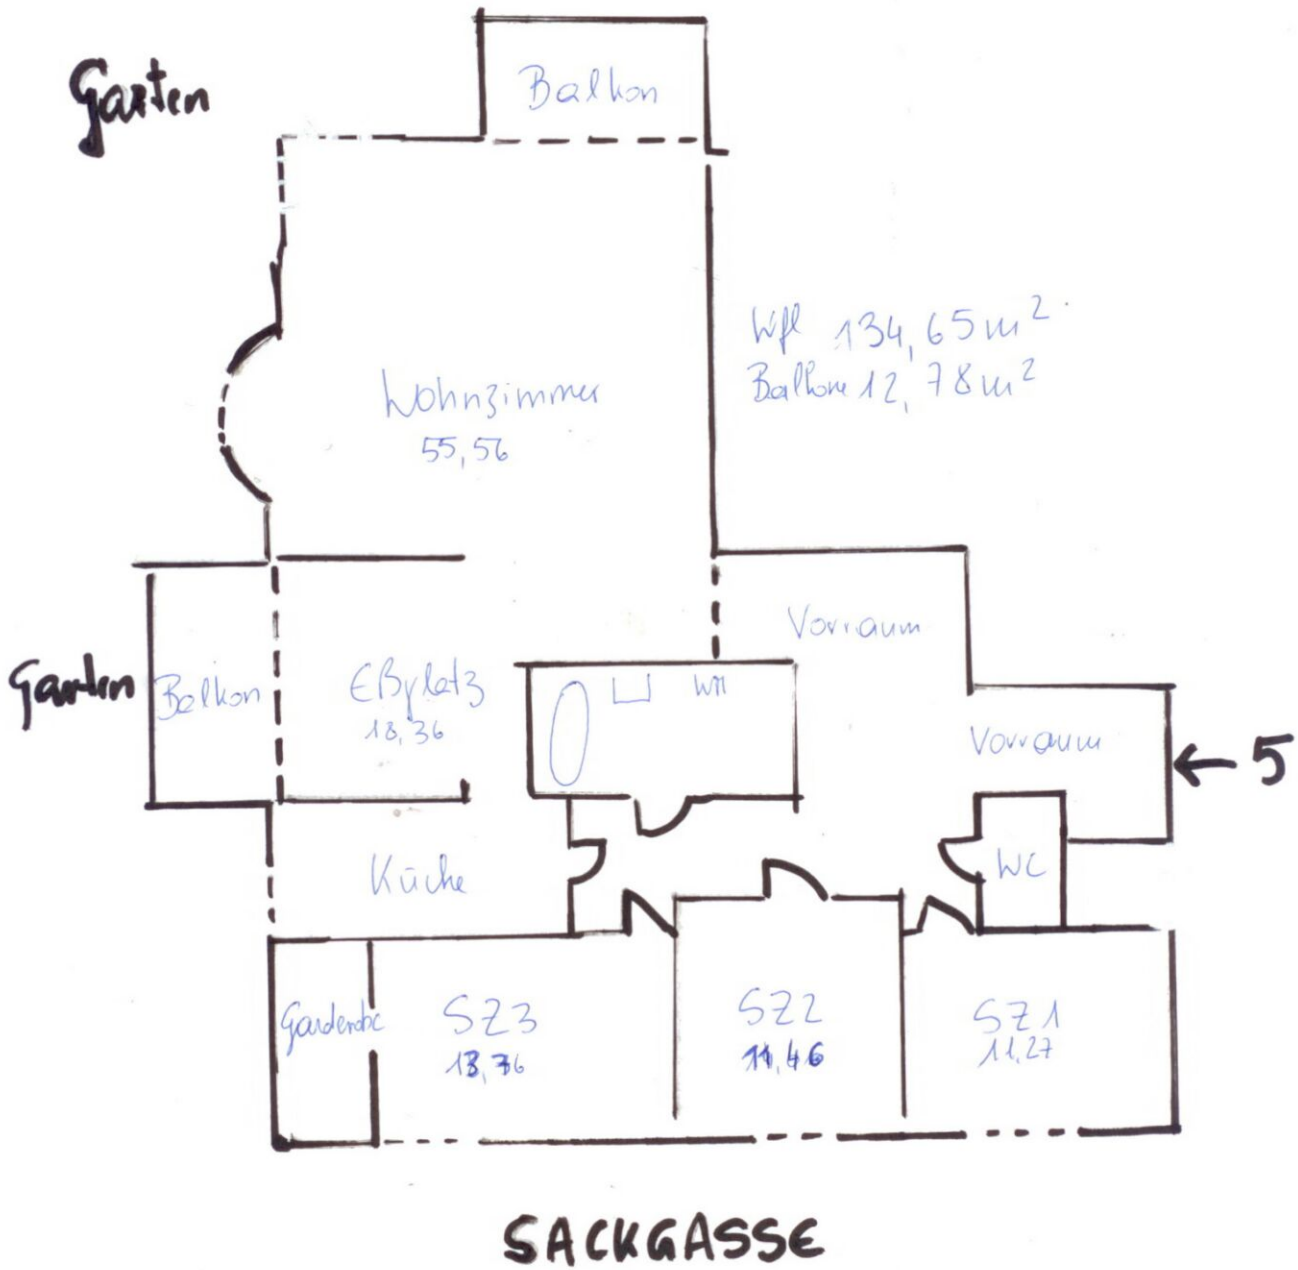 Garten
Balkon
Wfl 134,65 m²
Balkone 12,78 m²
Wohnzimmer
55,56
Vorraum
Garten
Balkon
Eßplatz
18,36
WM
Vorraum
← 5
Küche
WC
Garderobe
SZ3
13,76
SZ2
11,46
SZ1
11,27
SACKGASSE